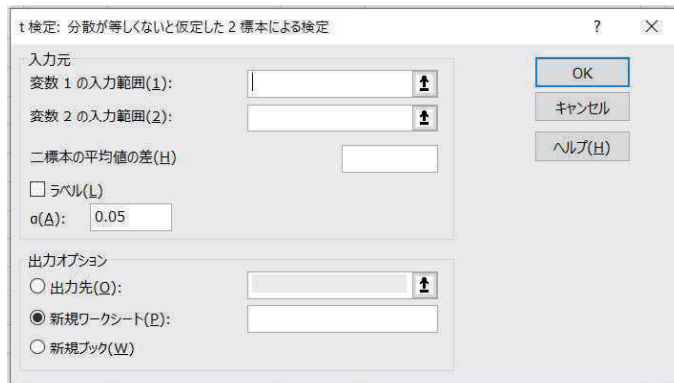 t 検定: 分散が等しくないと仮定した 2 標本による検定
?
入力元
変数 1 の入力範囲(1):
変数 2 の入力範囲(2):
二標本の平均値の差(H)
ラベル(L)
α(A):
0.05
OK
キャンセル
ヘルプ(H)
出力オプション
出力先(O):
新規ワークシート(P):
新規ブック(W)